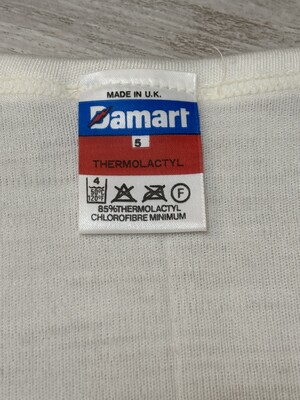 MADE IN U.K.
Damart
5
THERMOLACTYL
4
F
85%THERMOLACTYL
CHLOROFIBRE MINIMUM